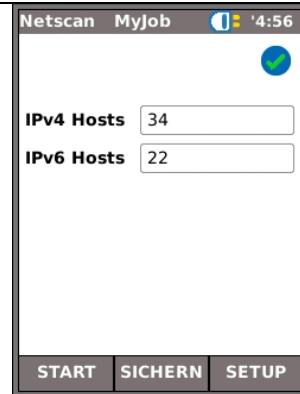 Netscan MyJob '4:56
IPv4 Hosts 34
IPv6 Hosts 22
START SICHERN SETUP